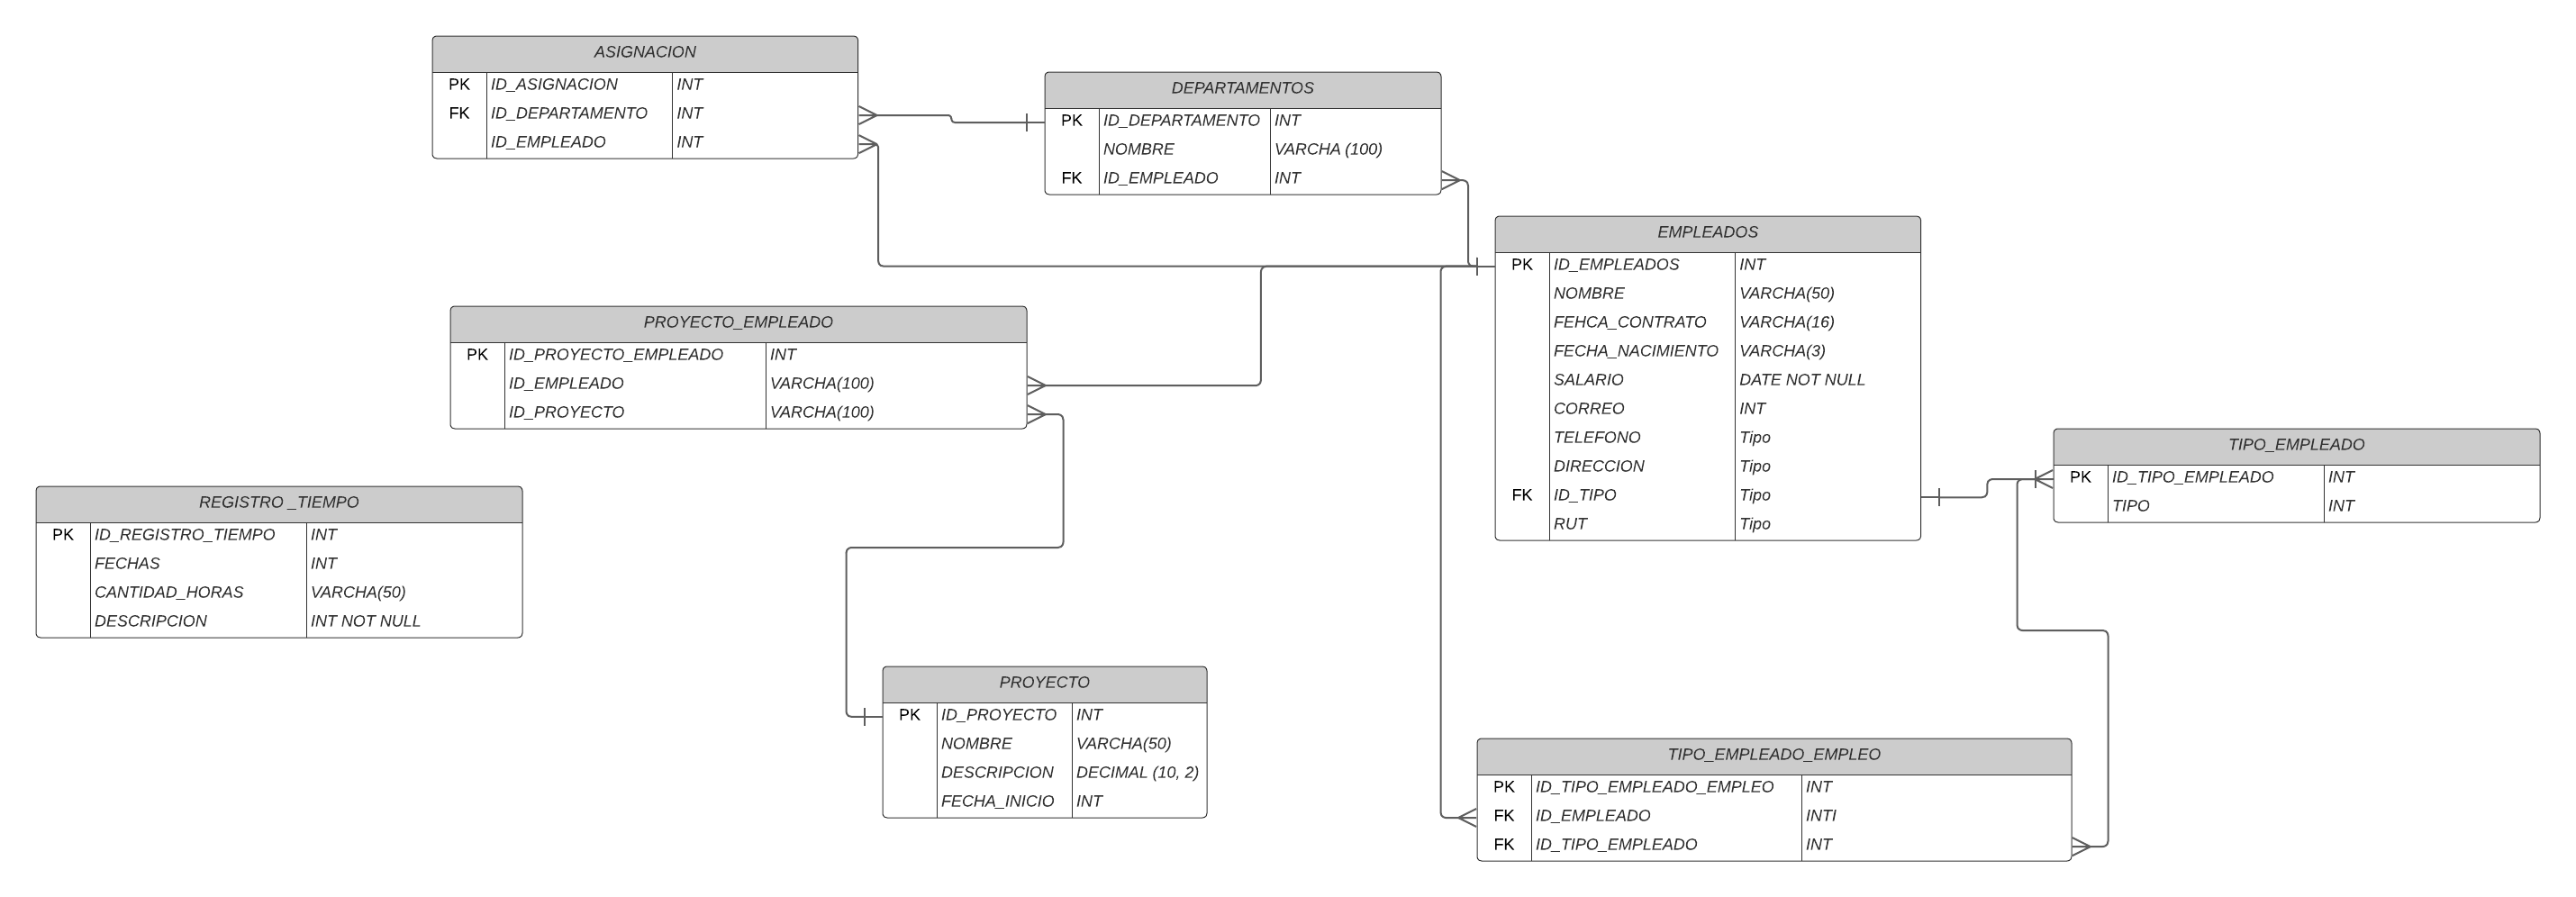 ASIGNACION
PK ID_ASIGNACION INT
FK ID_DEPARTAMENTO INT
ID_EMPLEADO INT
DEPARTAMENTOS
PK ID_DEPARTAMENTO INT
NOMBRE VARCHA (100)
FK ID_EMPLEADO INT
EMPLEADOS
PK ID_EMPLEADOS INT
NOMBRE VARCHA(50)
FEHCA_CONTRATO VARCHA(16)
FECHA_NACIMIENTO VARCHA(3)
SALARIO DATE NOT NULL
CORREO INT
TELEFONO Tipo
DIRECCION Tipo
FK ID_TIPO Tipo
RUT Tipo
PROYECTO_EMPLEADO
PK ID_PROYECTO_EMPLEADO INT
ID_EMPLEADO VARCHA(100)
ID_PROYECTO VARCHA(100)
TIPO_EMPLEADO
PK ID_TIPO_EMPLEADO INT
TIPO INT
REGISTRO _TIEMPO
PK ID_REGISTRO_TIEMPO INT
FECHAS INT
CANTIDAD_HORAS VARCHA(50)
DESCRIPCION INT NOT NULL
PROYECTO
PK ID_PROYECTO INT
NOMBRE VARCHA(50)
DESCRIPCION DECIMAL (10, 2)
FECHA_INICIO INT
TIPO_EMPLEADO_EMPLEO
PK ID_TIPO_EMPLEADO_EMPLEO INT
FK ID_EMPLEADO INTI
FK ID_TIPO_EMPLEADO INT